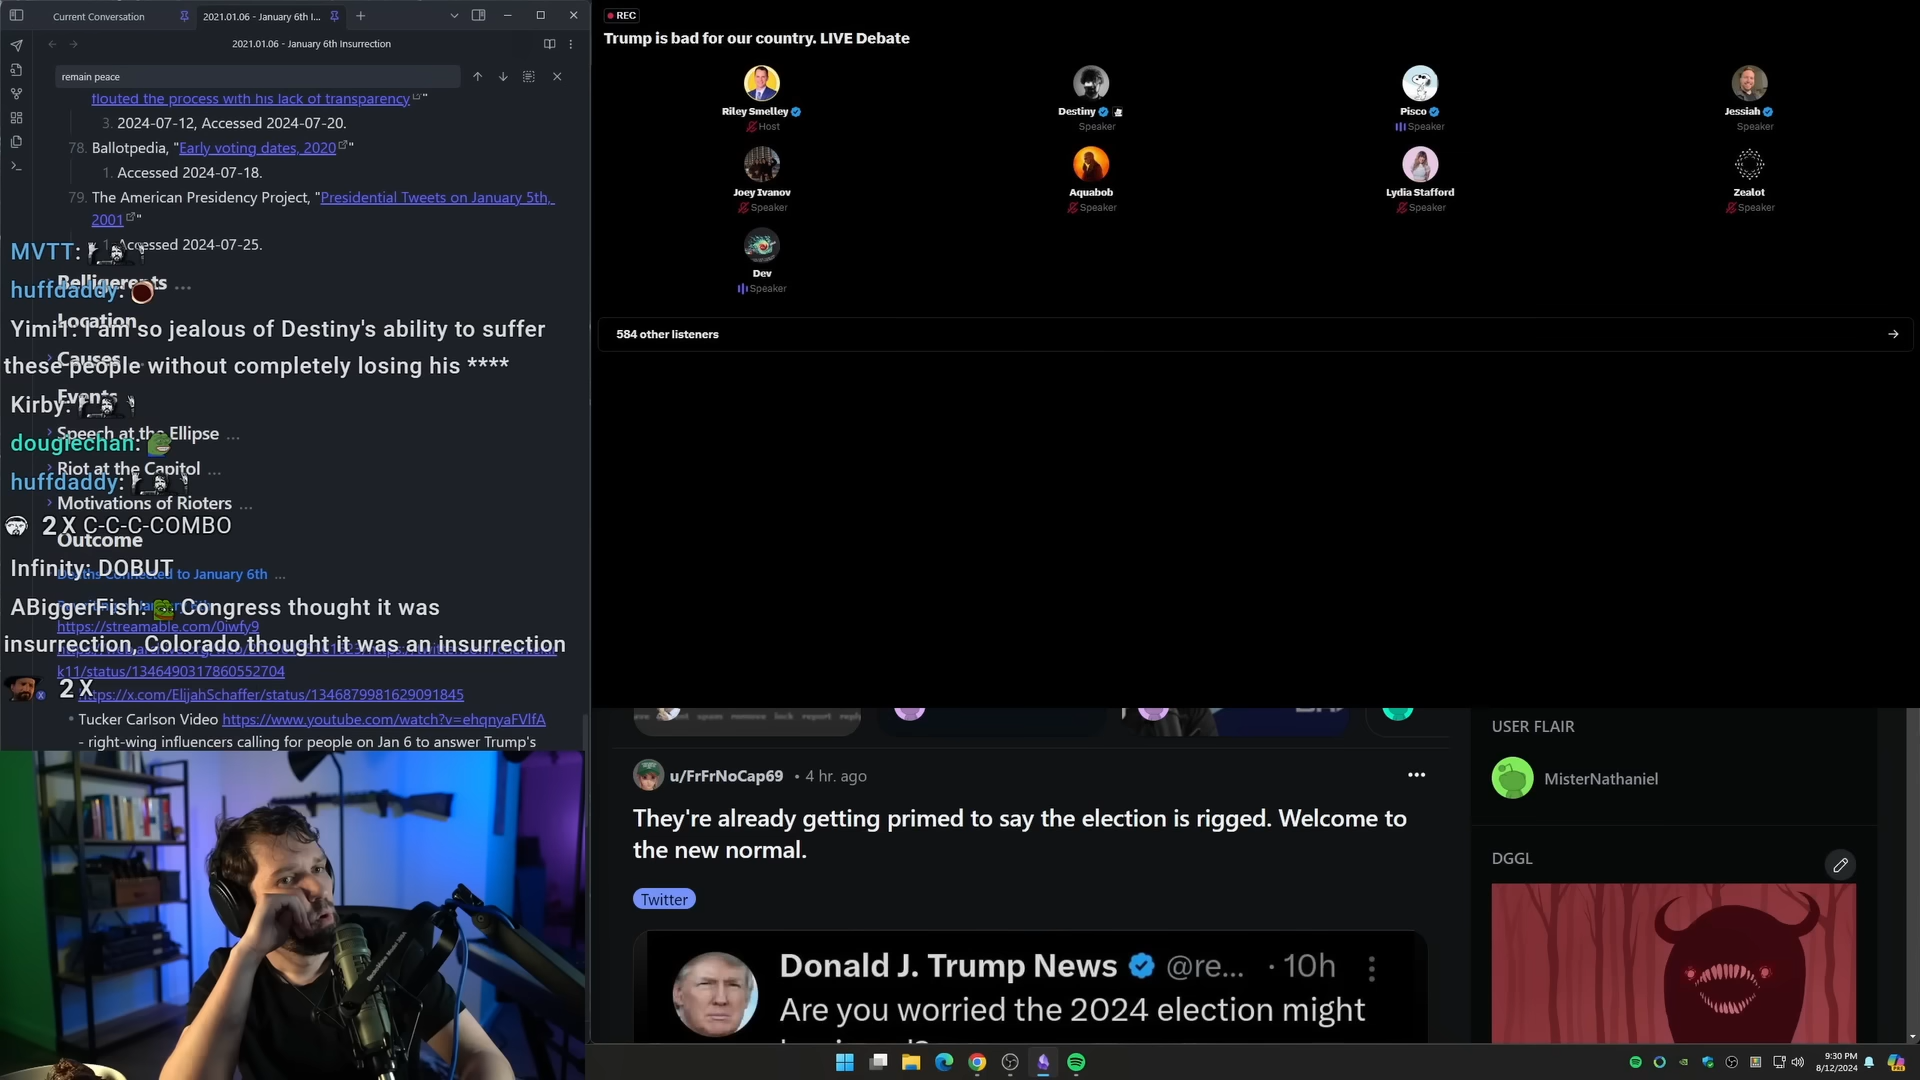 Current Conversation
2021.01.06 - January 6th I...
2021.01.06 - January 6th Insurrection
remain peace
flouted the process with his lack of transparency"
3. 2024-07-12, Accessed 2024-07-20.
78. Ballotpedia, "Early voting dates, 2020"
1. Accessed 2024-07-18.
79. The American Presidency Project, "Presidential Tweets on January 5th,
2001"
1. Accessed 2024-07-25.
MVTT:
Belligerents ...
huffdaddy:
Location
Yimi1: I am so jealous of Destiny's ability to suffer
Causes
these people without completely losing his ****
Events
Kirby:
Speech at the Ellipse ...
dougiechan:
Riot at the Capitol ...
huffdaddy:
Motivations of Rioters ...
2 X C-C-C-COMBO
Outcome
Infinity: DOBUT
Deaths Connected to January 6th ...
ABiggerFish: Congress thought it was
https://streamable.com/0iwfy9
insurrection, Colorado thought it was an insurrection
k11/status/1346490317860552704
2 X
https://x.com/ElijahSchaffer/status/1346879981629091845
Tucker Carlson Video https://www.youtube.com/watch?v=ehqnyaFVlfA
- right-wing influencers calling for people on Jan 6 to answer Trump's
REC
Trump is bad for our country. LIVE Debate
Riley Smelley
Host
Destiny
Speaker
Pisco
Speaker
Jessiah
Speaker
Joey Ivanov
Speaker
Aquabob
Speaker
Lydia Stafford
Speaker
Zealot
Speaker
Dev
Speaker
584 other listeners
u/FrFrNoCap69 • 4 hr. ago
They're already getting primed to say the election is rigged. Welcome to
the new normal.
Twitter
Donald J. Trump News @re... · 10h
Are you worried the 2024 election might
USER FLAIR
MisterNathaniel
DGGL
9:30 PM
8/12/2024